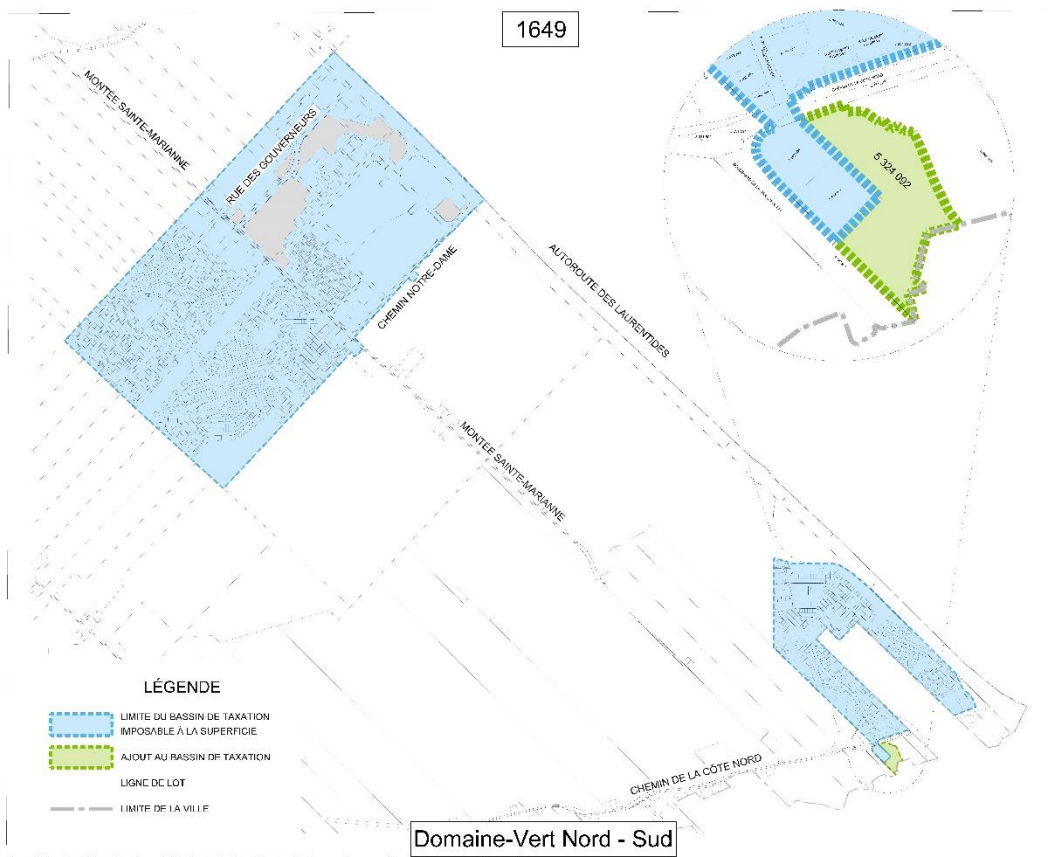 1649
MONTÉE SAINTE-MARIANNE
RUE DES GOUVERNEURS
CHEMIN NOTRE-DAME
AUTOROUTE DES LAURENTIDES
5 324 092
MONTÉE SAINTE-MARIANNE
CHEMIN DE LA CÔTE NORD
LÉGENDE
LIMITE DU BASSIN DE TAXATION
IMPOSABLE À LA SUPERFICIE
AJOUT AU BASSIN DE TAXATION
LIGNE DE LOT
LIMITE DE LA VILLE
Domaine-Vert Nord - Sud